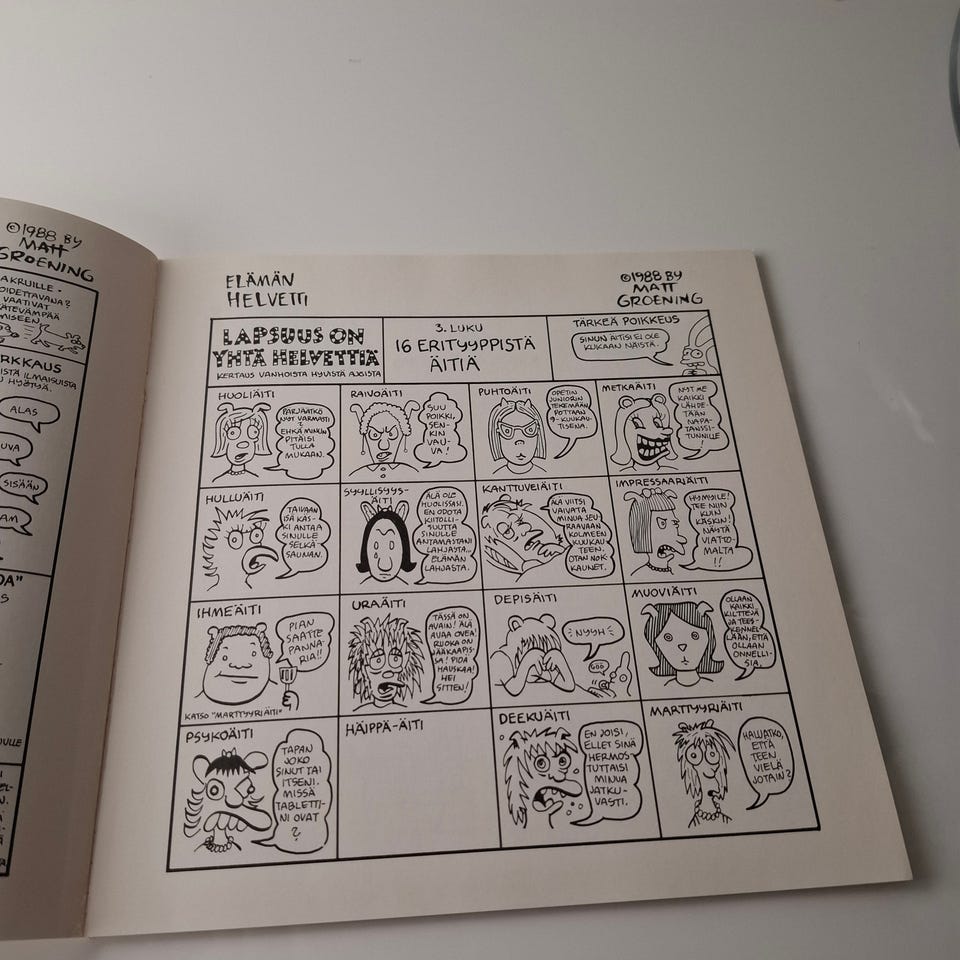 ©1988 BY
MATT
GROENING
VAATIVAT
ALAS
SISÄÄN
ELÄMÄN
HELVETTI
©1988 BY
MATT
GROENING
LAPSUUS ON
YHTÄ HELVETTIÄ
KERTAUS VANHOISTA HYVISTÄ AJOISTA
3. LUKU
16 ERITYYPPISTÄ
ÄITIÄ
TÄRKEÄ POIKKEUS
SINUN ÄITISI EI OLE
KUKAAN NÄISTÄ.
HUOLIÄITI
PÄRJÄÄTKÖ
NYT VARMASTI
?
EHKÄ MINUN
PITÄISI
TULLA
MUKAAN.
RAIVOÄITI
SUU
POIKKI,
SEN-
KIN
VAU-
VA!
PUHTOÄITI
OPETIN
JUNIORIN
TEKEMÄÄN
POTTAAN
9-KUUKAU-
TISENA.
METKAÄITI
NYT ME
KAIKKI
LÄHDE-
TÄÄN
NAPA-
TANSSI-
TUNNILLE
!
HULLUÄITI
TAIVAAN
ISÄ KÄS-
KI ANTAA
SINULLE
SELKÄ-
SAUNAN.
SYYLLISYYS-
ÄITI
ÄLÄ OLE
HUOLISSASI.
EN ODOTA
KIITOLLI-
SUUTTA
SINULLE
ANTAMASTANI
LAHJASTA...
ELÄMÄN
LAHJASTA.
KANTTUVEIÄITI
ÄLÄ VIITSI
VAIVATA
MINUA SEU-
RAAVAAN
KOLMEEN
KUUKAU-
TEEN.
OTAN NOK-
KAUNET.
IMPRESSAARIÄITI
HYMYILE!
TEE NIIN
KUIN
KÄSKIN!
NÄYTÄ
VIATTO-
MALTA
!!
IHMEÄITI
PIAN
SAATTE
PANNA-
RIA!!
KATSO "MARTTYYRIÄITI"
URAÄITI
TÄSSÄ ON
AVAIN! ÄLÄ
AVAA OVEA!
RUOKA ON
JÄÄKAAPIS-
SA! PIDÄ
HAUSKAA!
HEI
SITTEN!
DEPISÄITI
NYYH
GOO
MUOVIÄITI
OLLAAN
KAIKKI
KILTTEJÄ
JA TEES-
KENNEL-
LÄÄN, ETTÄ
OLLAAN
ONNELLI-
SIA.
PSYKOÄITI
TAPAN
JOKO
SINUT TAI
ITSENI.
MISSÄ
TABLETTI-
NI OVAT
?
HÄIPPÄ-ÄITI
DEEKUÄITI
EN JOISI,
ELLET SINÄ
HERMOS-
TUTTAISI
MINUA
JATKU-
VASTI.
MARTTYYRIÄITI
HALUATKO,
ETTÄ
TEEN
VIELÄ
JOTAIN?